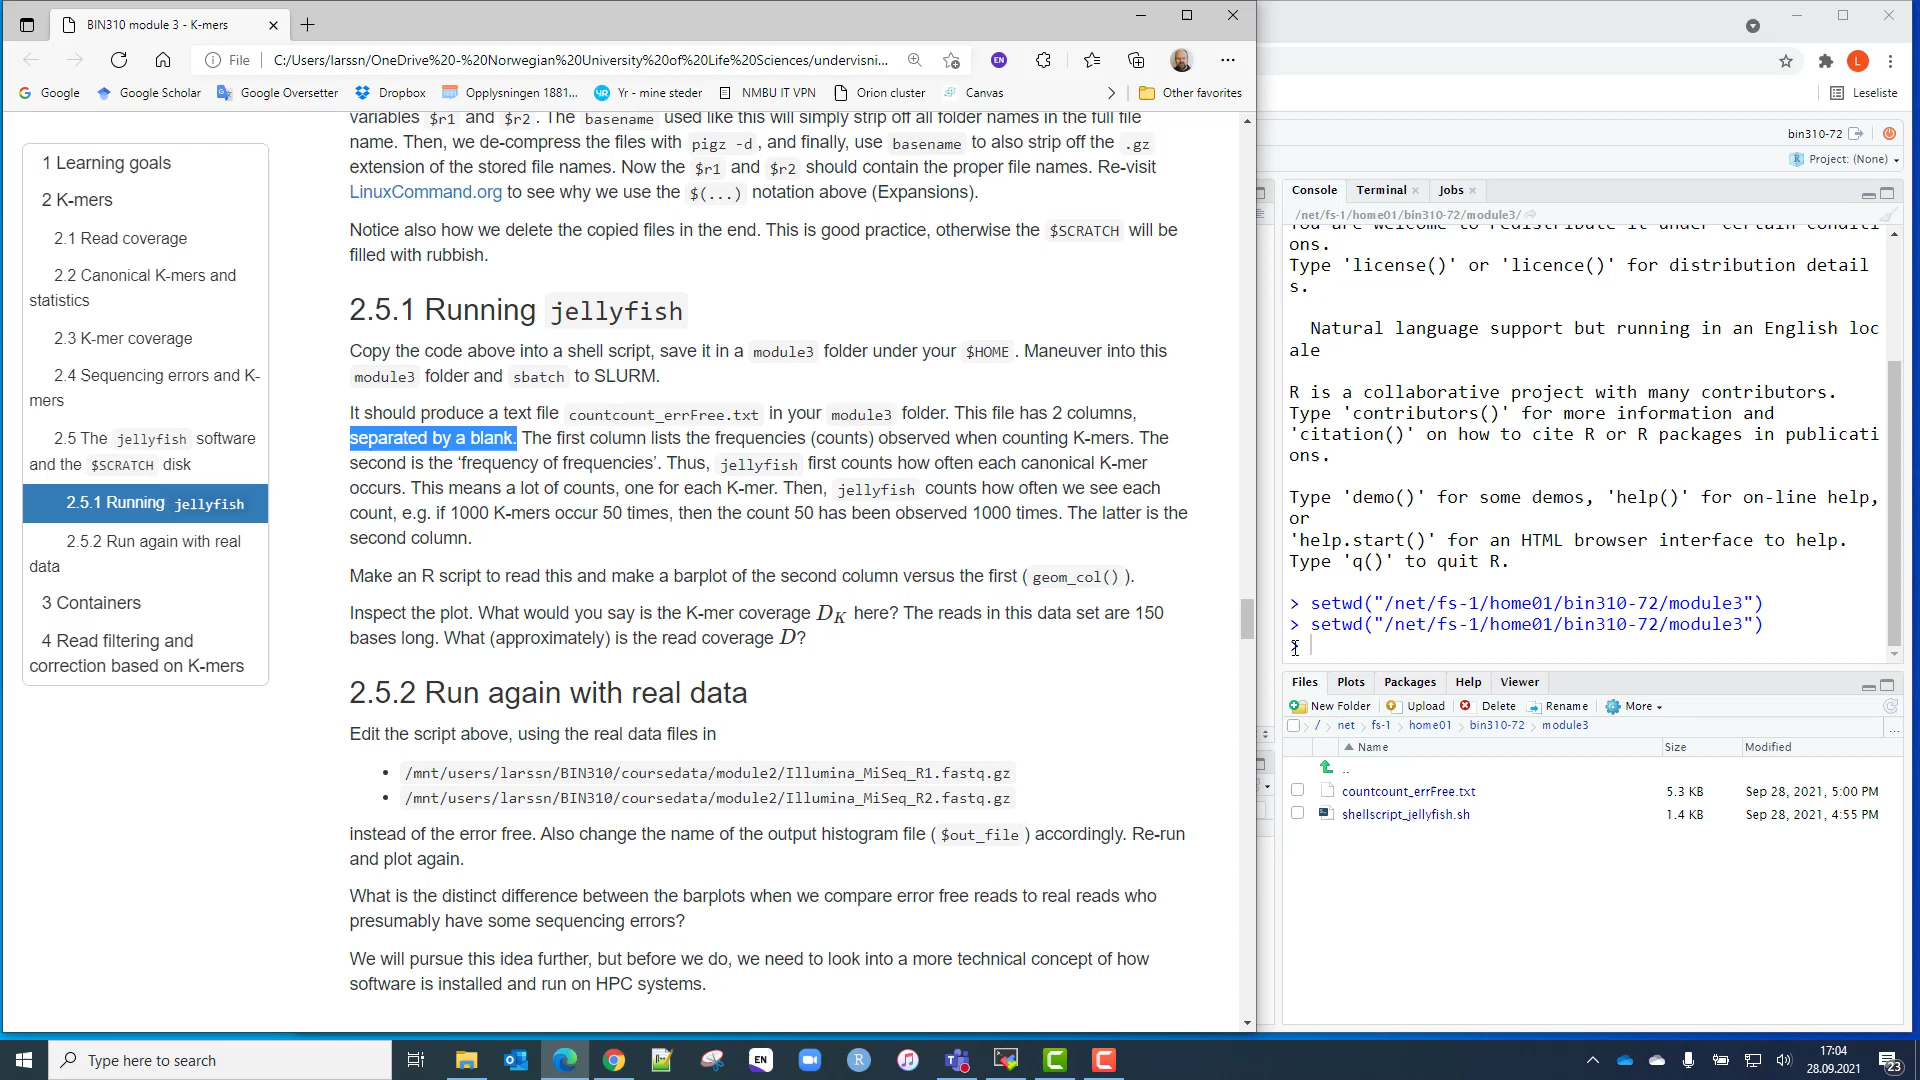 BIN310 module 3 - K-mers
File
C:/Users/larssn/OneDrive%20-%20Norwegian%20University%20of%20Life%20Sciences/undervisni...
EN
L
Google
Google Scholar
Google Oversetter
Dropbox
Opplysningen 1881...
Yr - mine steder
NMBU IT VPN
Orion cluster
Canvas
Other favorites
Leseliste
1 Learning goals
2 K-mers
2.1 Read coverage
2.2 Canonical K-mers and
statistics
2.3 K-mer coverage
2.4 Sequencing errors and K-
mers
2.5 The jellyfish software
and the $SCRATCH disk
2.5.1 Running jellyfish
2.5.2 Run again with real
data
3 Containers
4 Read filtering and
correction based on K-mers
variables $r1 and $r2. The basename used like this will simply strip off all folder names in the full file
name. Then, we de-compress the files with pigz -d, and finally, use basename to also strip off the .gz
extension of the stored file names. Now the $r1 and $r2 should contain the proper file names. Re-visit
LinuxCommand.org to see why we use the $(...) notation above (Expansions).
Notice also how we delete the copied files in the end. This is good practice, otherwise the $SCRATCH will be
filled with rubbish.
2.5.1 Running jellyfish
Copy the code above into a shell script, save it in a module3 folder under your $HOME. Maneuver into this
module3 folder and sbatch to SLURM.
It should produce a text file countcount_errFree.txt in your module3 folder. This file has 2 columns,
separated by a blank. The first column lists the frequencies (counts) observed when counting K-mers. The
second is the ‘frequency of frequencies’. Thus, jellyfish first counts how often each canonical K-mer
occurs. This means a lot of counts, one for each K-mer. Then, jellyfish counts how often we see each
count, e.g. if 1000 K-mers occur 50 times, then the count 50 has been observed 1000 times. The latter is the
second column.
Make an R script to read this and make a barplot of the second column versus the first (geom_col()).
Inspect the plot. What would you say is the K-mer coverage D_K here? The reads in this data set are 150
bases long. What (approximately) is the read coverage D?
2.5.2 Run again with real data
Edit the script above, using the real data files in
• /mnt/users/larssn/BIN310/coursedata/module2/Illumina_MiSeq_R1.fastq.gz
• /mnt/users/larssn/BIN310/coursedata/module2/Illumina_MiSeq_R2.fastq.gz
instead of the error free. Also change the name of the output histogram file ($out_file) accordingly. Re-run
and plot again.
What is the distinct difference between the barplots when we compare error free reads to real reads who
presumably have some sequencing errors?
We will pursue this idea further, but before we do, we need to look into a more technical concept of how
software is installed and run on HPC systems.
bin310-72
Project: (None)
Console
Terminal
Jobs
/net/fs-1/home01/bin310-72/module3/
You are welcome to redistribute it under certain conditi
ons.
Type 'license()' or 'licence()' for distribution detail
s.
Natural language support but running in an English loc
ale
R is a collaborative project with many contributors.
Type 'contributors()' for more information and
'citation()' on how to cite R or R packages in publicati
ons.
Type 'demo()' for some demos, 'help()' for on-line help,
or
'help.start()' for an HTML browser interface to help.
Type 'q()' to quit R.
> setwd("/net/fs-1/home01/bin310-72/module3")
> setwd("/net/fs-1/home01/bin310-72/module3")
>
Files
Plots
Packages
Help
Viewer
New Folder
Upload
Delete
Rename
More
/ net fs-1 home01 bin310-72 module3
...
Name
Size
Modified
..
countcount_errFree.txt
5.3 KB
Sep 28, 2021, 5:00 PM
shellscript_jellyfish.sh
1.4 KB
Sep 28, 2021, 4:55 PM
Type here to search
EN
R
17:04
28.09.2021
23